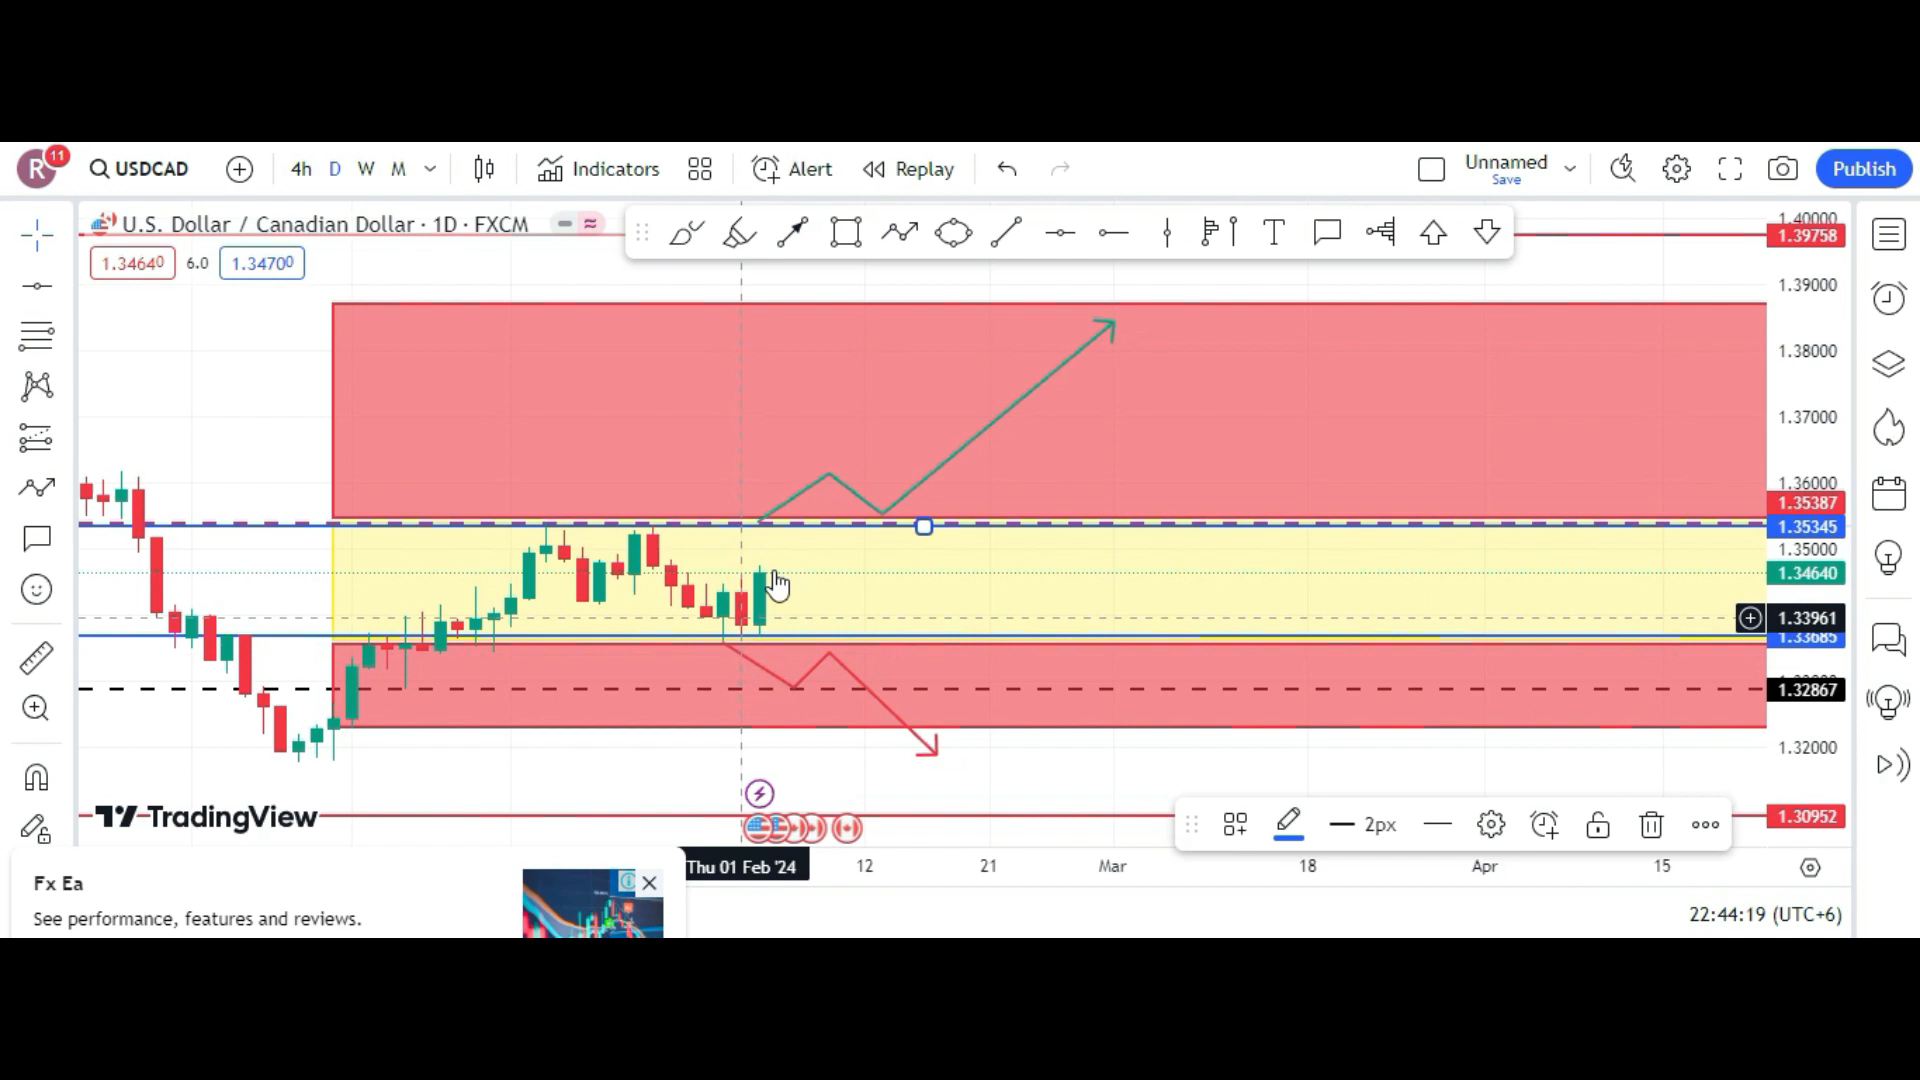 R 11 USDCAD 4h D W M Indicators Alert Replay Unnamed Save Publish
U.S. Dollar / Canadian Dollar · 1D · FXCM
1.34640 6.0 1.34700
T
1.40000
1.39758
1.39000
1.38000
1.37000
1.36000
1.35387
1.35345
1.35000
1.34640
1.33961
1.33685
1.32867
1.32000
1.30952
TradingView
2px
Thu 01 Feb '24 12 21 Mar 18 Apr 15
Fx Ea
See performance, features and reviews.
22:44:19 (UTC+6)